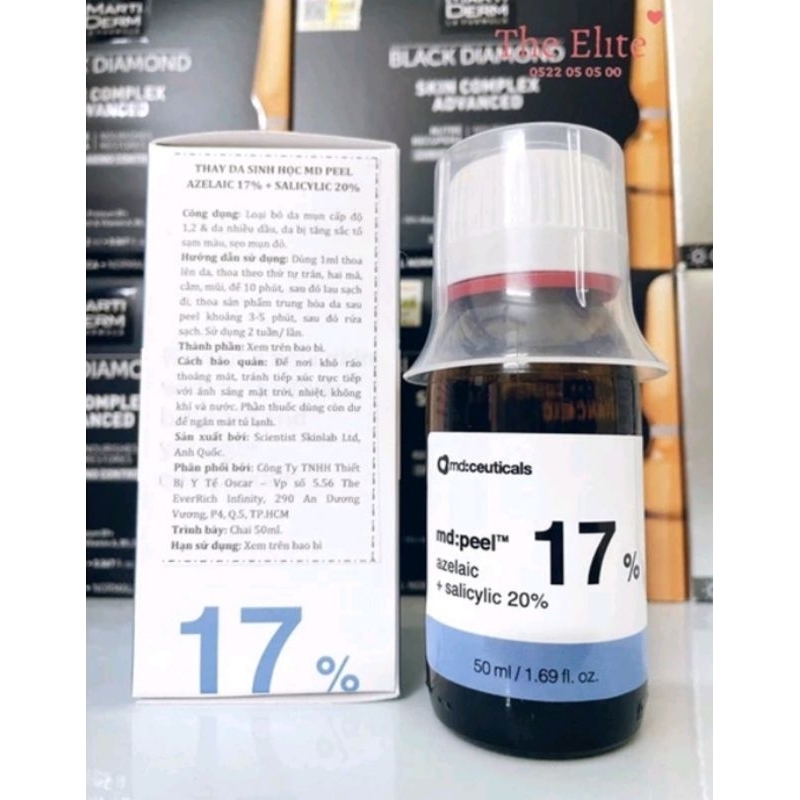 The Elite
0522 05 05 00
MARTI
DERM
BLACK DIAMOND
SKIN COMPLEX
ADVANCED
DIAMOND
COMPLEX
ADVANCED
THAY DA SINH HỌC MD PEEL
AZELAIC 17% + SALICYLIC 20%
Công dụng: Loại bỏ da mụn cấp độ
1,2 & da nhiều dầu, da bị tăng sắc tố
sạm màu, sẹo mụn đỏ.
Hướng dẫn sử dụng: Dùng 1ml thoa
lên da, thoa theo thứ tự trán, hai má,
cằm, mũi, để 10 phút, sau đó lau sạch
đi, thoa sản phẩm trung hòa da sau
peel khoảng 3-5 phút, sau đó rửa
sạch. Sử dụng 2 tuần/ lần.
Thành phần: Xem trên bao bì.
Cách bảo quản: Để nơi khô ráo
thoáng mát, tránh tiếp xúc trực tiếp
với ánh sáng mặt trời, nhiệt, không
khí và nước. Phần thuốc dùng còn dư
để ngăn mát tủ lạnh.
Sản xuất bởi: Scientist Skinlab Ltd,
Anh Quốc.
Phân phối bởi: Công Ty TNHH Thiết
Bị Y Tế Oscar – Vp số 5.56 The
EverRich Infinity, 290 An Dương
Vương, P4, Q.5, TP.HCM
Trình bày: Chai 50ml.
Hạn sử dụng: Xem trên bao bì
17 %
md:ceuticals
md:peel™ 17 %
azelaic
+ salicylic 20%
50 ml / 1.69 fl. oz.